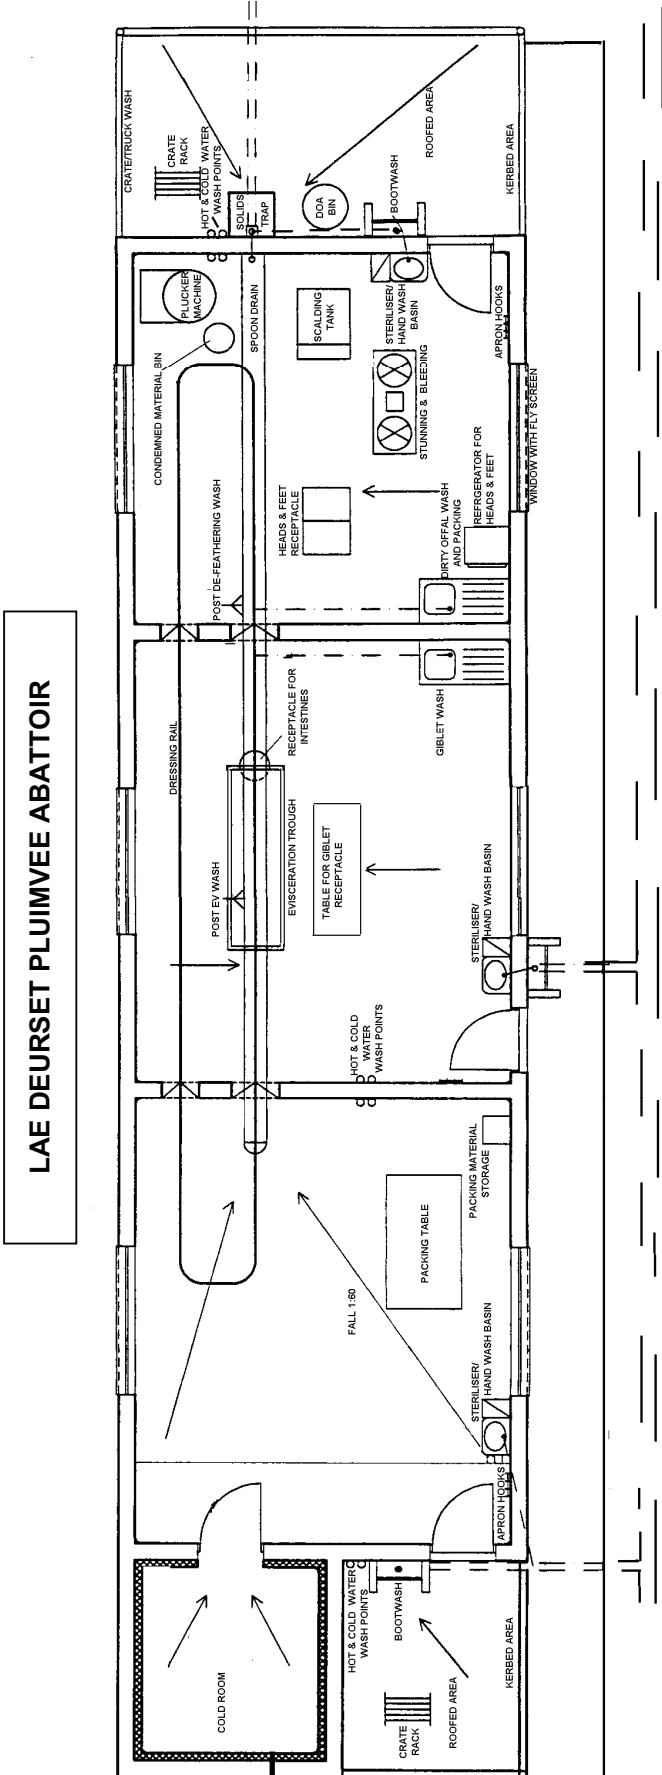 LAE DEURSET PLUIMVEE ABATTOIR
CRATE/TRUCK WASH
CRATE
RACK
HOT & COLD WATER
WASH POINTS
SOLIDS
TRAP
DOA
BIN
BOOTWASH
ROOFED AREA
KERBED AREA
PLUCKER
MACHINE
CONDEMNED MATERIAL BIN
SPOON DRAIN
SCALDING
TANK
STERILISER/
HAND WASH
BASIN
APRON HOOKS
STUNNING & BLEEDING
WINDOW WITH FLY SCREEN
POST DE-FEATHERING WASH
HEADS & FEET
RECEPTACLE
DIRTY OFFAL WASH
AND PACKING
REFRGERATOR FOR
HEADS & FEET
DRESSING RAIL
RECEPTACLE FOR
INTESTINES
GIBLET WASH
POST EV WASH
EVISCERATION TROUGH
TABLE FOR GIBLET
RECEPTACLE
STERILISER/
HAND WASH BASIN
HOT & COLD
WATER
WASH POINTS
PACKING MATERIAL
STORAGE
PACKING TABLE
FALL 1:60
STERILISER/
HAND WASH BASIN
APRON HOOKS
COLD ROOM
HOT & COLD WATER
WASH POINTS
BOOTWASH
CRATE
RACK
ROOFED AREA
KERBED AREA